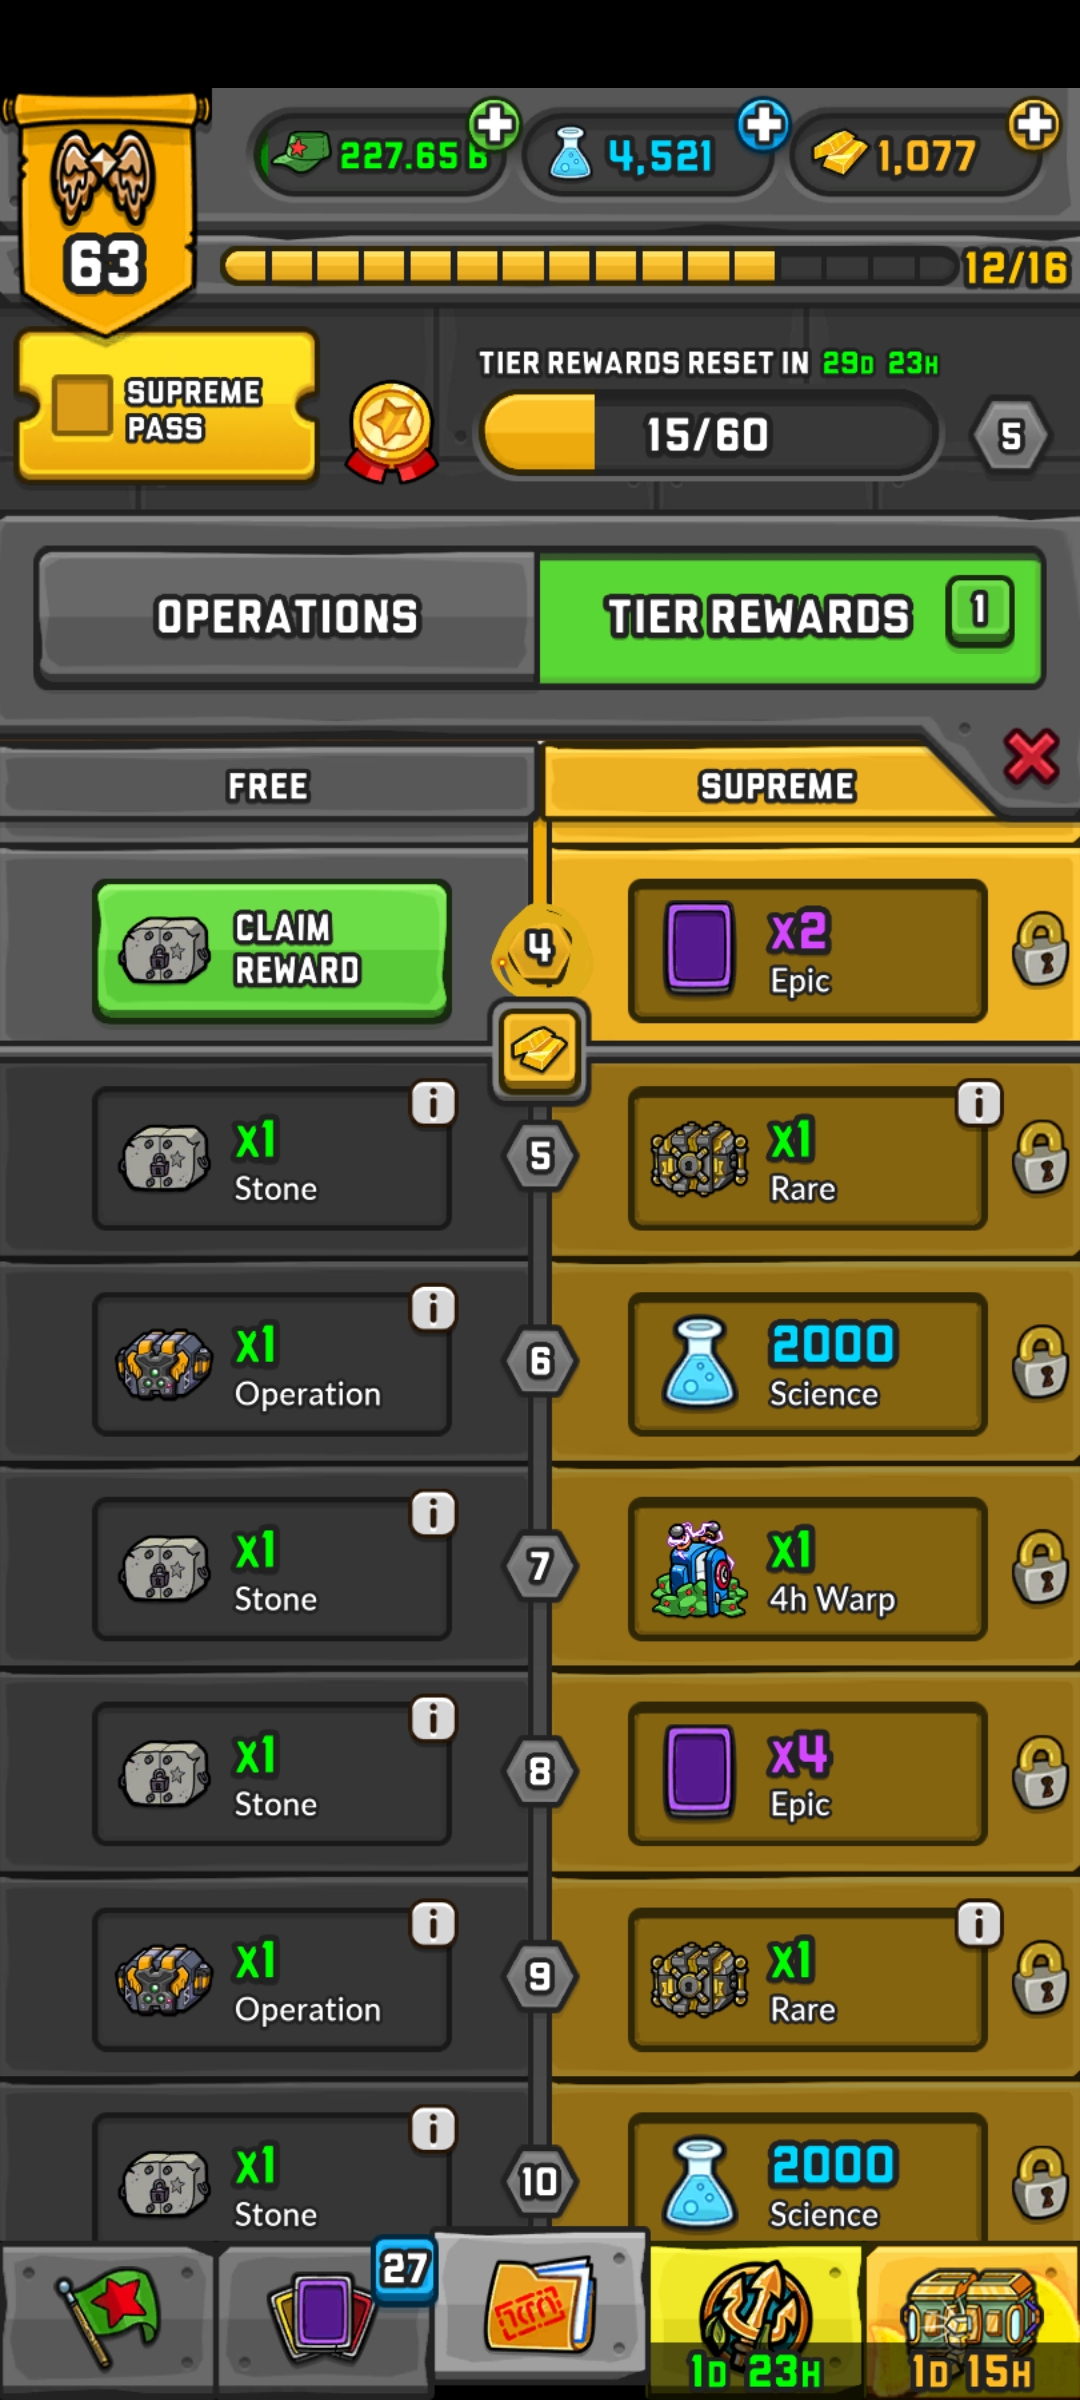 227.65 B
4,521
1,077
63
12/16
SUPREME
PASS
TIER REWARDS RESET IN 29D 23H
15/60
5
OPERATIONS
TIER REWARDS
1
FREE
SUPREME
CLAIM
REWARD
4
x2
Epic
x1
Stone
5
x1
Rare
x1
Operation
6
2000
Science
x1
Stone
7
x1
4h Warp
x1
Stone
8
x4
Epic
x1
Operation
9
x1
Rare
x1
Stone
10
2000
Science
27
1D 23H
1D 15H